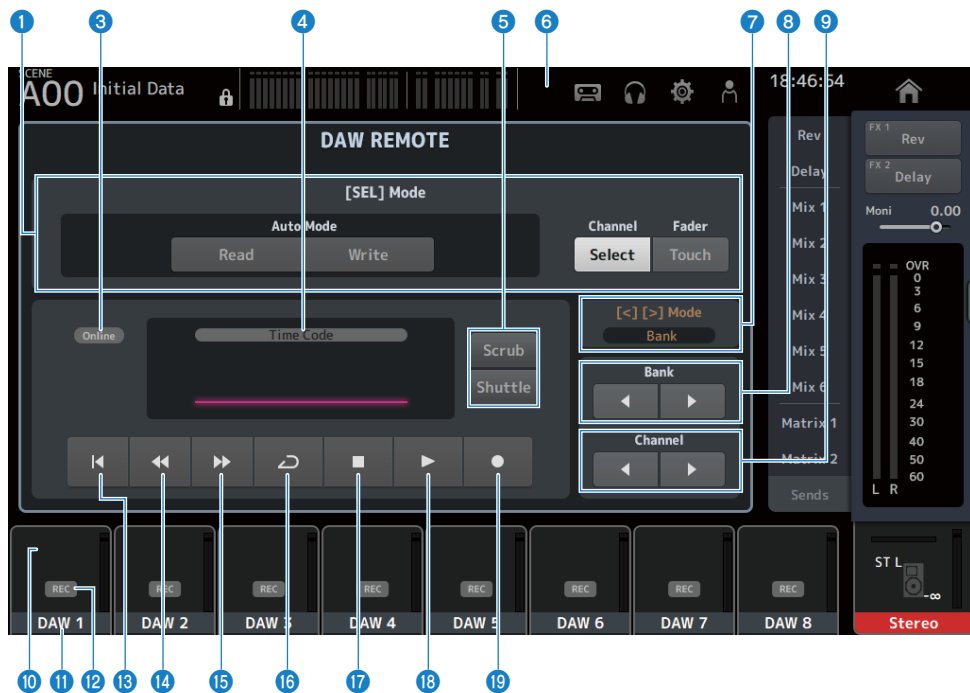 1 3 4 5 6 7 8 9
SCENE
A00 Initial Data
18:46:54
DAW REMOTE
[SEL] Mode
Auto Mode
Read Write
Channel Fader
Select Touch
Online
Time Code
Scrub
Shuttle
[<] [>] Mode
Bank
Bank
Channel
Rev
Delay
Mix 1
Mix 2
Mix 3
Mix 4
Mix 5
Mix 6
Matrix 1
Matrix 2
Sends
FX 1
Rev
FX 2
Delay
Moni 0.00
OVR
0
3
6
9
12
15
18
24
30
40
50
60
L R
REC REC REC REC REC REC REC REC
DAW 1 DAW 2 DAW 3 DAW 4 DAW 5 DAW 6 DAW 7 DAW 8
ST L
-∞
Stereo
10 11 12 13 14 15 16 17 18 19